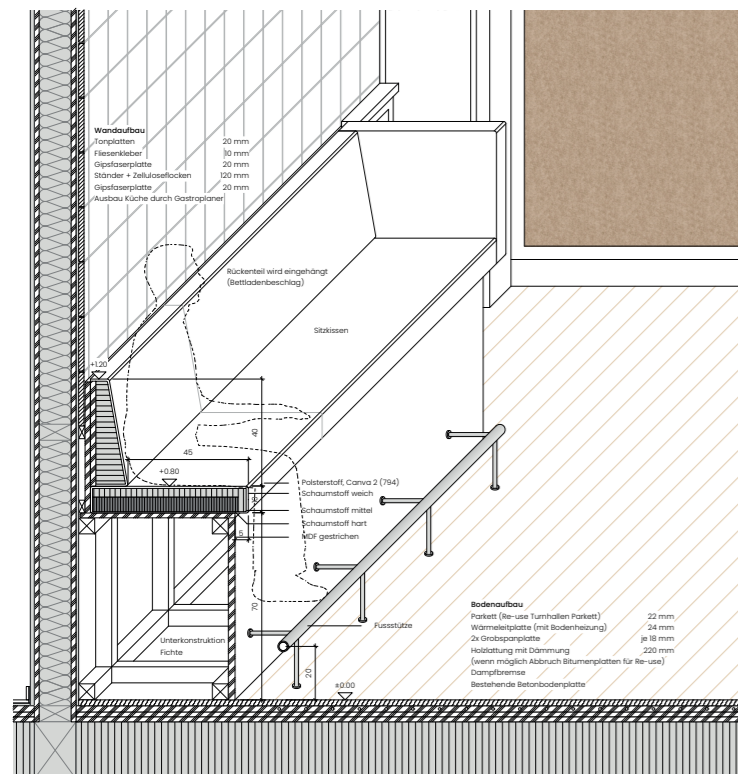 Wandaufbau
Tonplatten 20 mm
Fliesenkleber 10 mm
Gipsfaserplatte 20 mm
Ständer + Zelluloseflocken 120 mm
Gipsfaserplatte 20 mm
Ausbau Küche durch Gastroplaner
Rückenteil wird eingehängt
(Bettladenbeschlag)
Sitzkissen
+1.20
40
45
+0.80
Polsterstoff, Canva 2 (794)
Schaumstoff weich
Schaumstoff mittel
Schaumstoff hart
5
MDF gestrichen
70
Fussstütze
Unterkonstruktion
Fichte
20
±0.00
Bodenaufbau
Parkett (Re-use Turnhallen Parkett) 22 mm
Wärmeleitplatte (mit Bodenheizung) 24 mm
2x Grobspanplatte je 18 mm
Holzlattung mit Dämmung 220 mm
(wenn möglich Abbruch Bitumenplatten für Re-use)
Dampfbremse
Bestehende Betonbodenplatte